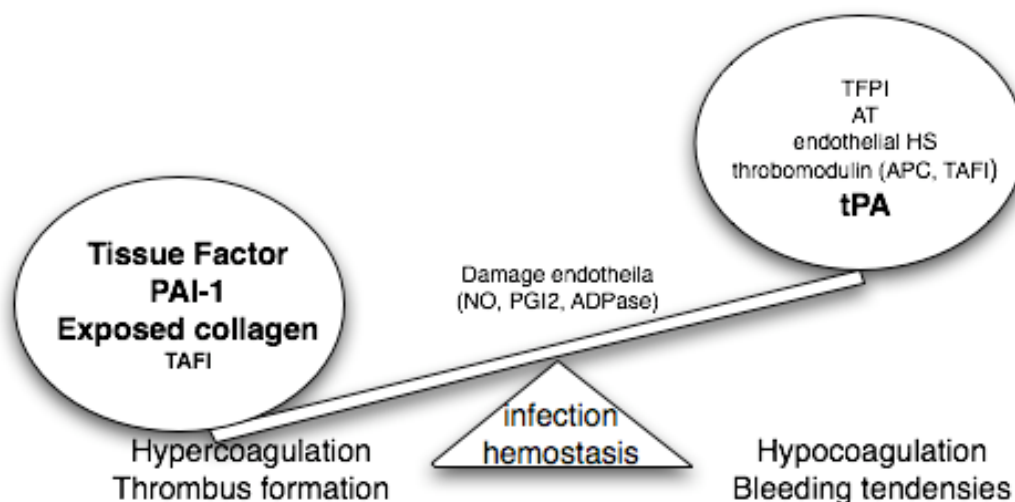 TFPI
AT
endothelial HS
throbomodulin (APC, TAFI)
tPA
Tissue Factor
PAI-1
Exposed collagen
TAFI
Damage endotheila
(NO, PGI2, ADPase)
infection
hemostasis
Hypercoagulation
Thrombus formation
Hypocoagulation
Bleeding tendensies